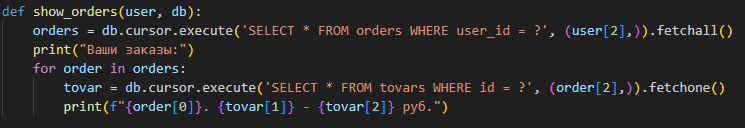 def show_orders(user, db):
    orders = db.cursor.execute('SELECT * FROM orders WHERE user_id = ?', (user[2],)).fetchall()
    print("Ваши заказы:")
    for order in orders:
        tovar = db.cursor.execute('SELECT * FROM tovars WHERE id = ?', (order[2],)).fetchone()
        print(f"{order[0]}. {tovar[1]} - {tovar[2]} руб.")